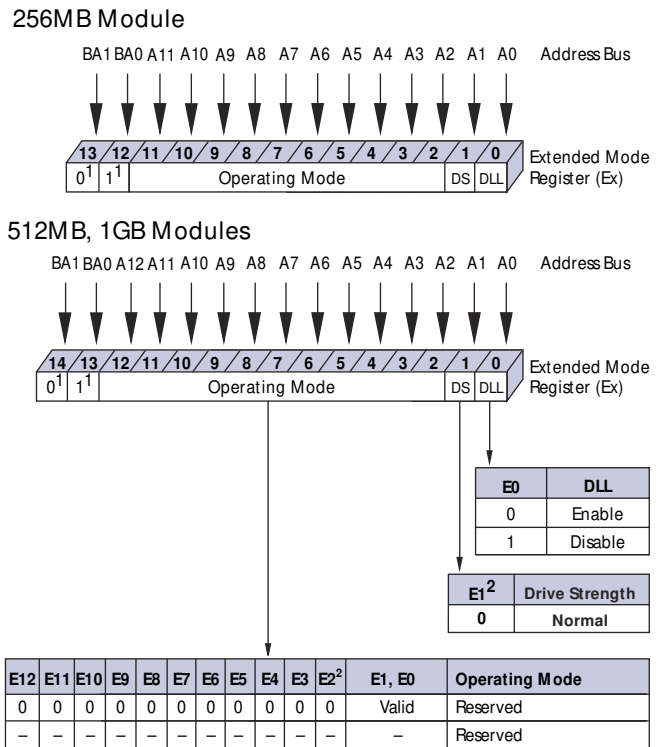 256MB Module
BA1 BA0 A11 A10 A9 A8 A7 A6 A5 A4 A3 A2 A1 A0 Address Bus
13 12 11 10 9 8 7 6 5 4 3 2 1 0
Extended Mode
0¹ 1¹ Operating Mode DS DLL Register (Ex)
512MB, 1GB Modules
BA1 BA0 A12 A11 A10 A9 A8 A7 A6 A5 A4 A3 A2 A1 A0 Address Bus
14 13 12 11 10 9 8 7 6 5 4 3 2 1 0
Extended Mode
0¹ 1¹ Operating Mode DS DLL Register (Ex)
E0 DLL
0 Enable
1 Disable
E1² Drive Strength
0 Normal
E12 E11 E10 E9 E8 E7 E6 E5 E4 E3 E2² E1, E0 Operating Mode
0 0 0 0 0 0 0 0 0 0 0 Valid Reserved
– – – – – – – – – – – – Reserved